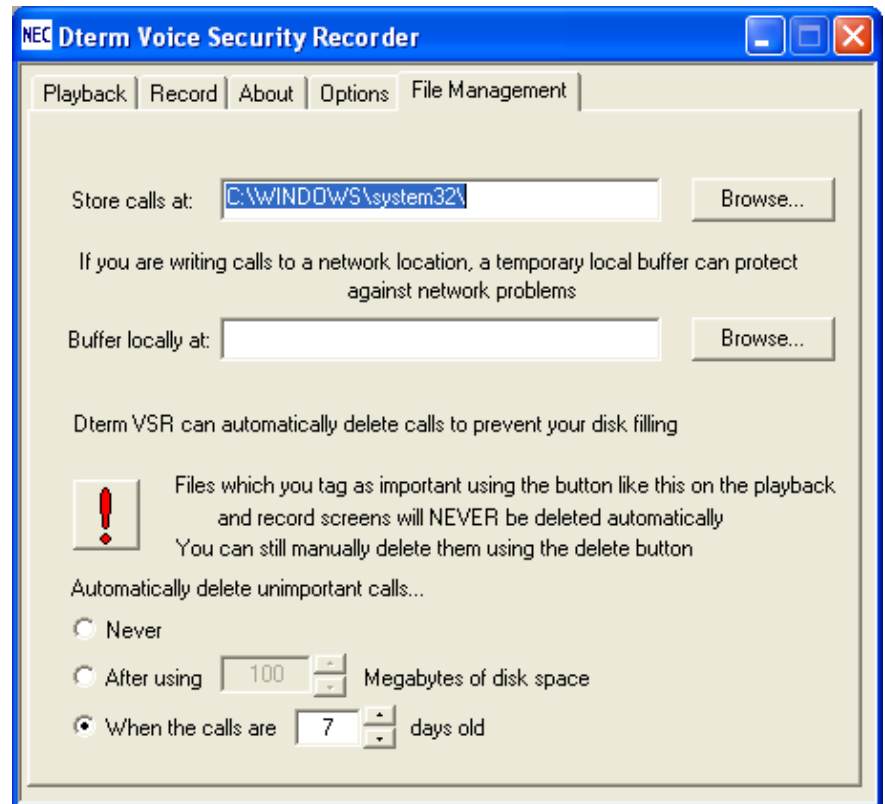 NEC Dterm Voice Security Recorder
Playback Record About Options File Management
Store calls at: C:\WINDOWS\system32\ Browse...
If you are writing calls to a network location, a temporary local buffer can protect
against network problems
Buffer locally at: Browse...
Dterm VSR can automatically delete calls to prevent your disk filling
Files which you tag as important using the button like this on the playback
and record screens will NEVER be deleted automatically
You can still manually delete them using the delete button
Automatically delete unimportant calls...
Never
After using 100 Megabytes of disk space
When the calls are 7 days old